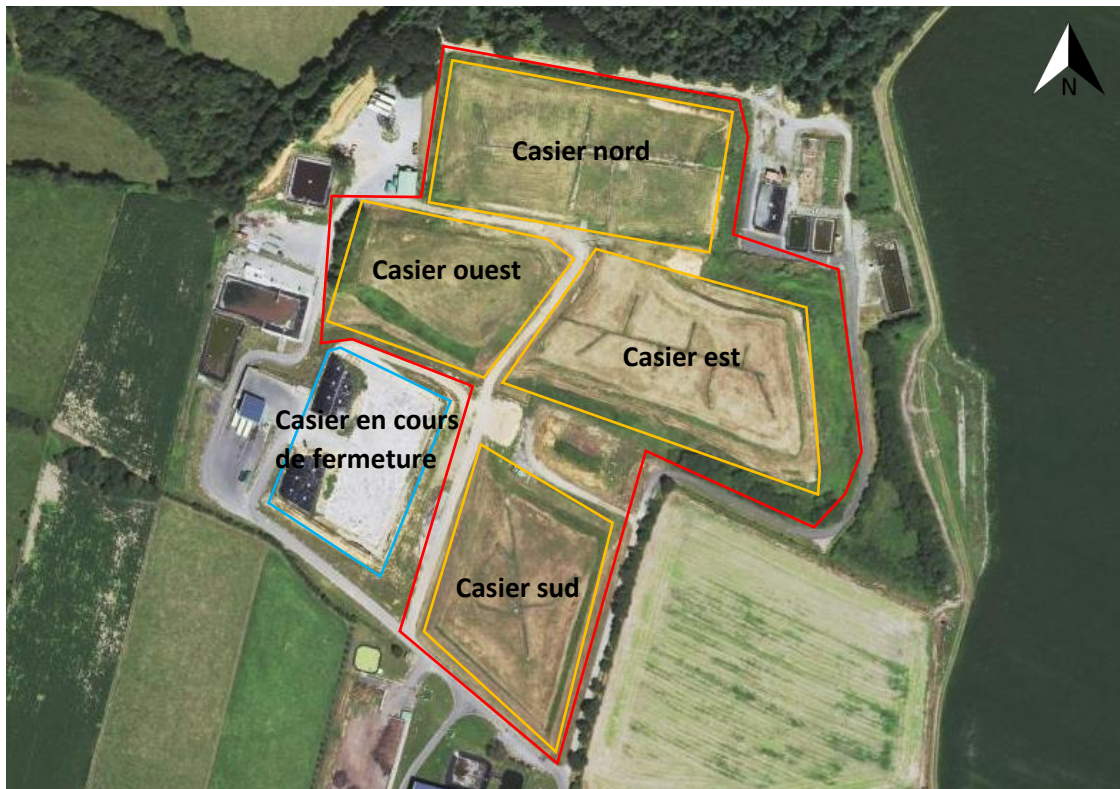 N
Casier nord
Casier ouest
Casier est
Casier en cours
de fermeture
Casier sud